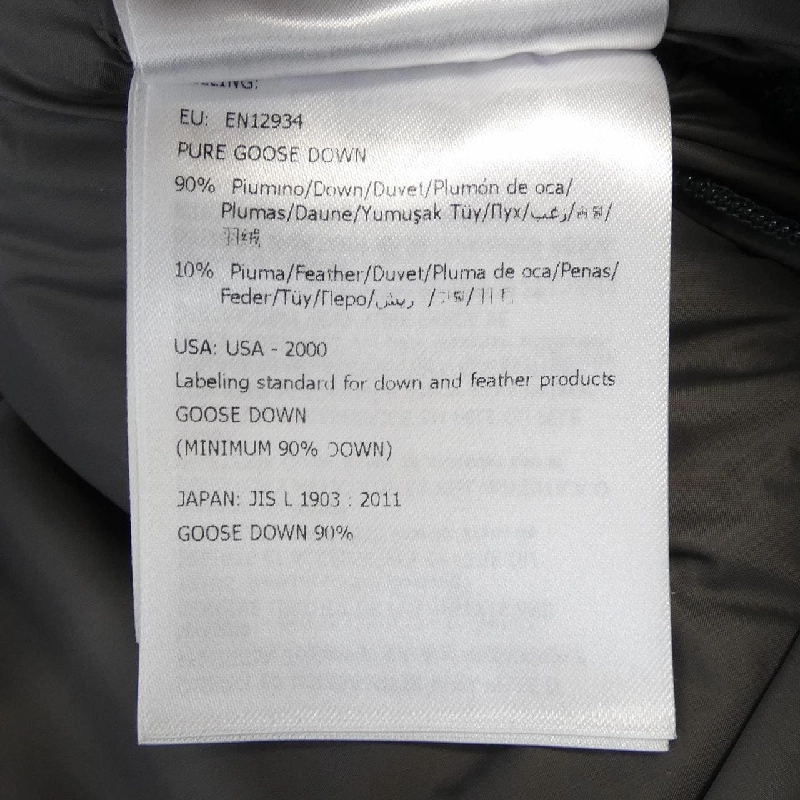 EU: EN12934
PURE GOOSE DOWN
90% Piumino/Down/Duvet/Plumón de oca/
Plumas/Daune/Yumuşak Tüy/Пух/زغب/
羽绒
10% Piuma/Feather/Duvet/Pluma de oca/Penas/
Feder/Tüy/Перо/ريش /
USA: USA - 2000
Labeling standard for down and feather products
GOOSE DOWN
(MINIMUM 90% DOWN)
JAPAN: JIS L 1903 : 2011
GOOSE DOWN 90%